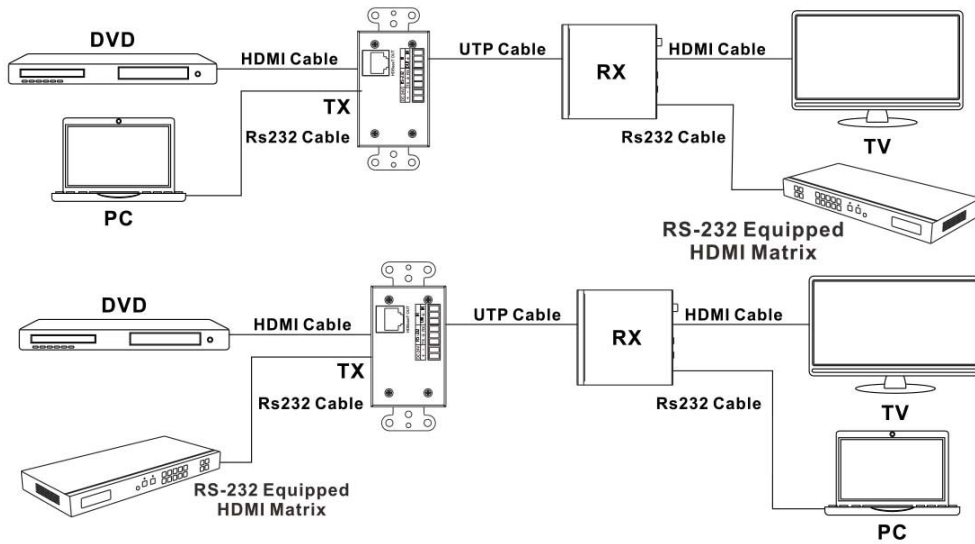 DVD
HDMI Cable
UTP Cable
HDMI Cable
RX
TX
Rs232 Cable
Rs232 Cable
TV
PC
RS-232 Equipped
HDMI Matrix
DVD
HDMI Cable
UTP Cable
HDMI Cable
RX
TX
Rs232 Cable
Rs232 Cable
TV
RS-232 Equipped
HDMI Matrix
PC